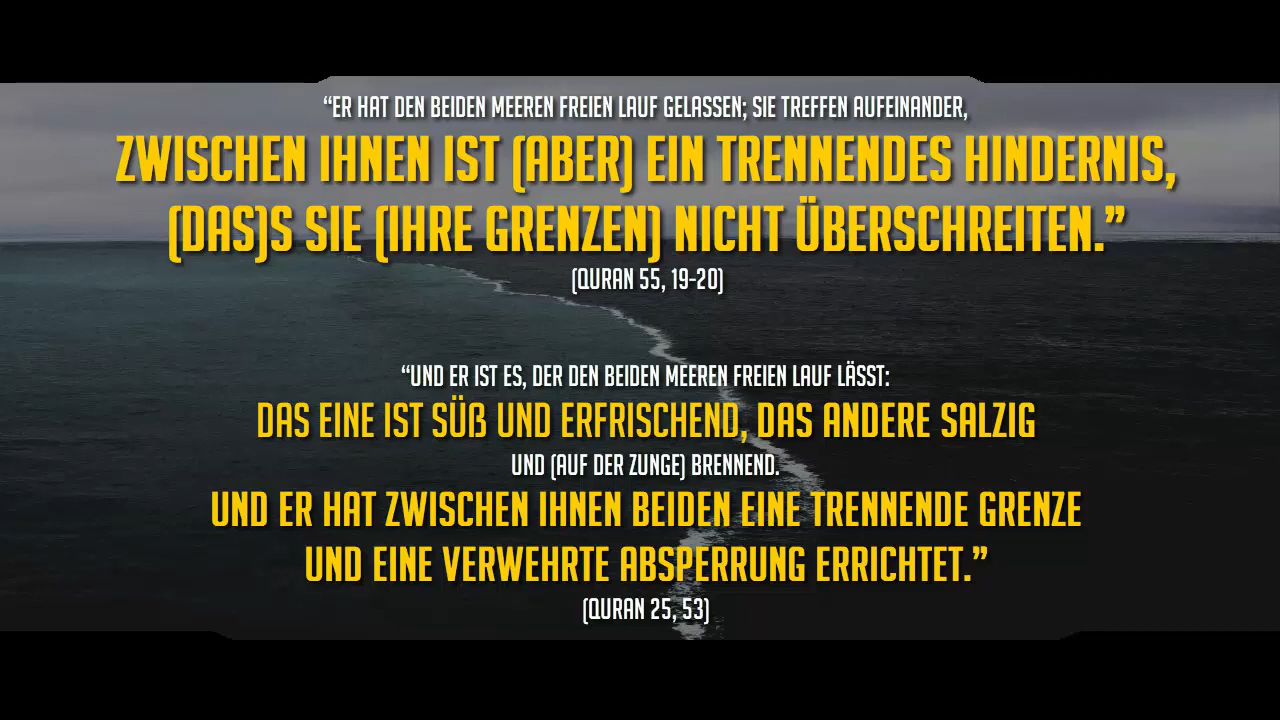 “ER HAT DEN BEIDEN MEEREN FREIEN LAUF GELASSEN; SIE TREFFEN AUFEINANDER,
ZWISCHEN IHNEN IST (ABER) EIN TRENNENDES HINDERNIS,
(DAS)S SIE (IHRE GRENZEN) NICHT ÜBERSCHREITEN.”
(QURAN 55, 19-20)
“UND ER IST ES, DER DEN BEIDEN MEEREN FREIEN LAUF LÄSST:
DAS EINE IST SÜß UND ERFRISCHEND, DAS ANDERE SALZIG
UND (AUF DER ZUNGE) BRENNEND.
UND ER HAT ZWISCHEN IHNEN BEIDEN EINE TRENNENDE GRENZE
UND EINE VERWEHRTE ABSPERRUNG ERRICHTET.”
(QURAN 25, 53)